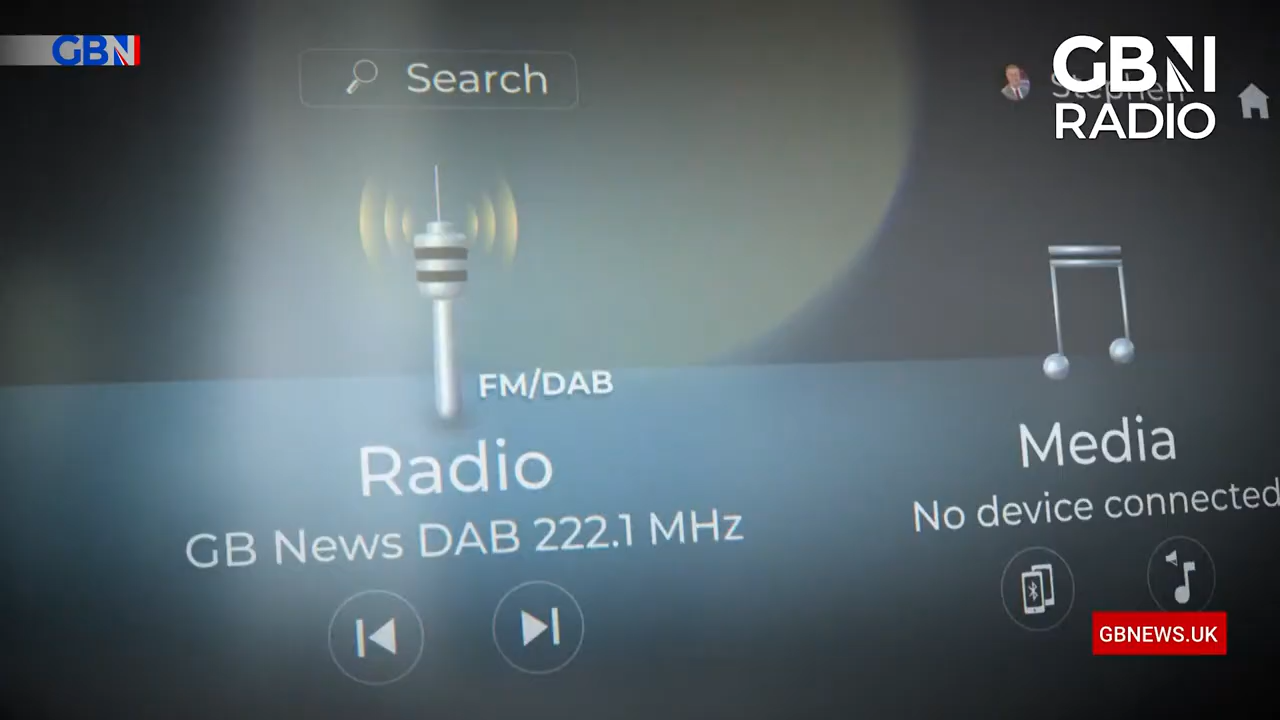 GBN
Search
Stephen
GBN
RADIO
FM/DAB
Radio
GB News DAB 222.1 MHz
Media
No device connected
GBNEWS.UK